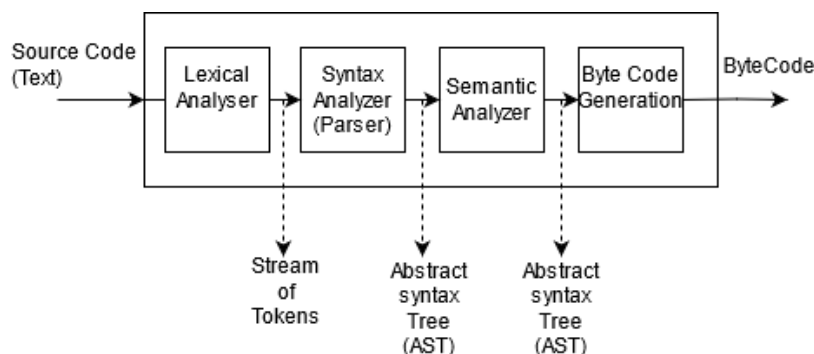 Source Code
(Text)
Lexical
Analyser
Syntax
Analyzer
(Parser)
Semantic
Analyzer
Byte Code
Generation
ByteCode
Stream
of
Tokens
Abstract
syntax
Tree
(AST)
Abstract
syntax
Tree
(AST)